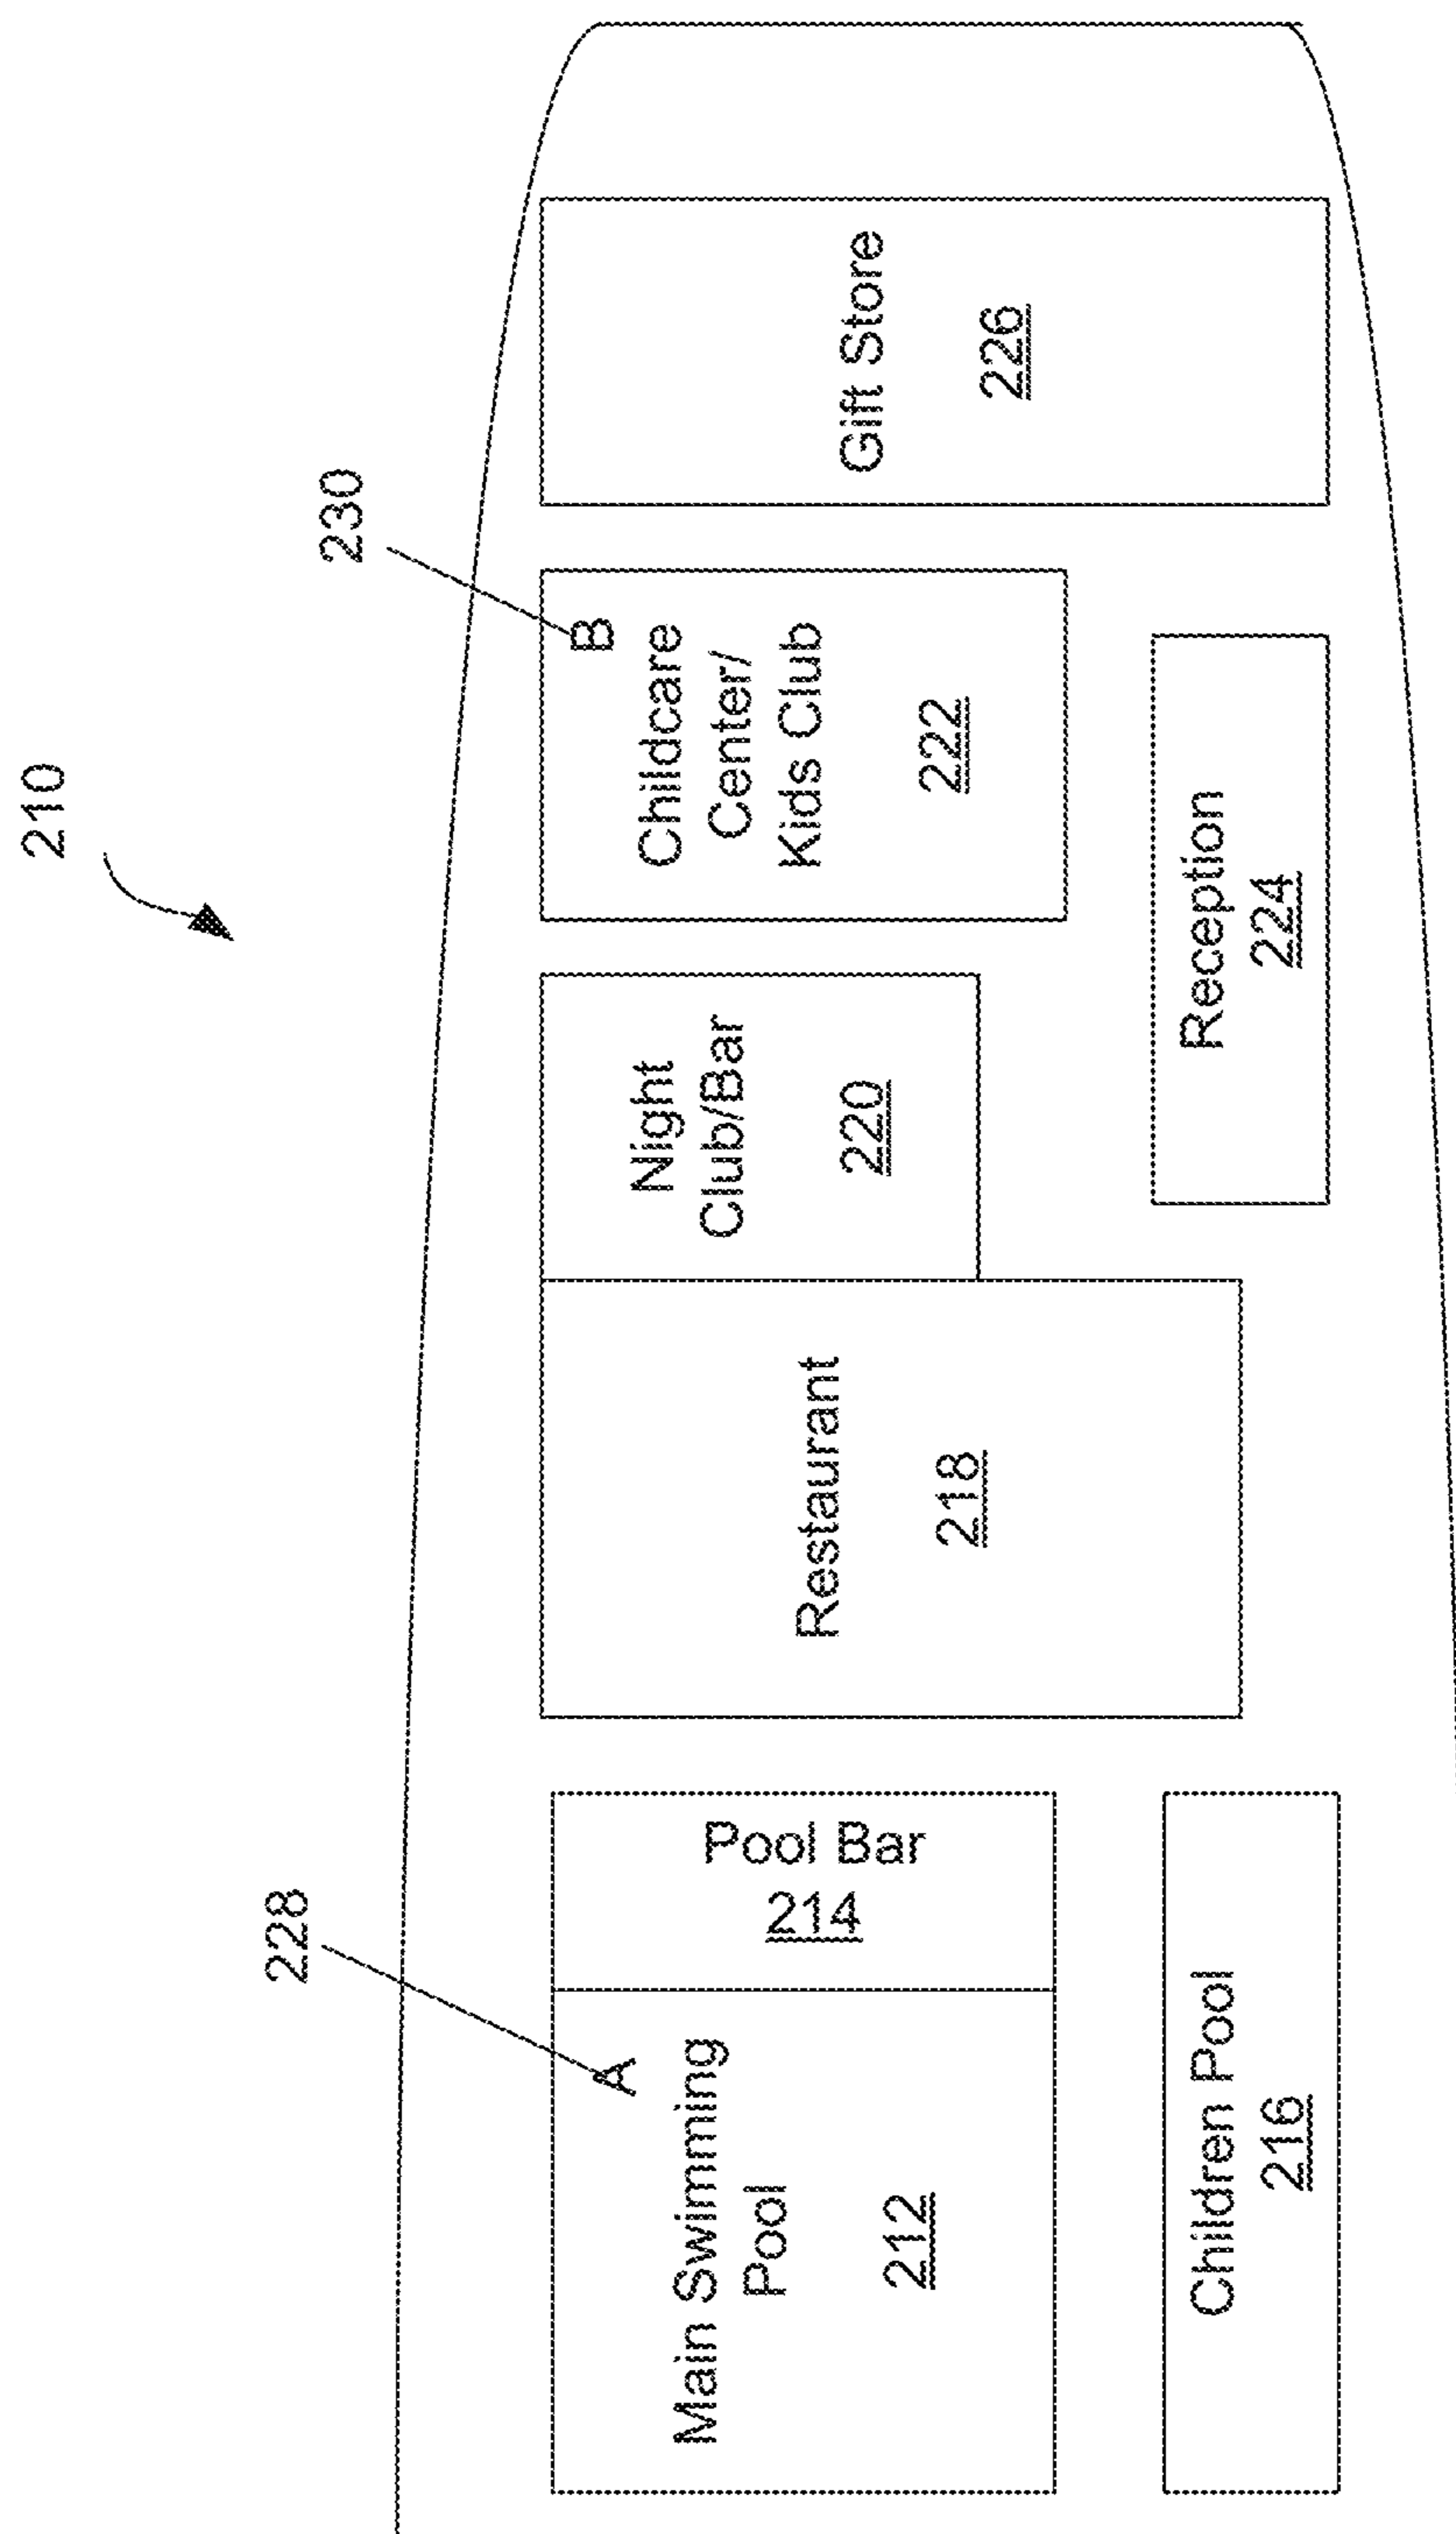 210
228
230
A
Main Swimming
Pool
212
Pool Bar
214
Children Pool
216
Restaurant
218
Night
Club/Bar
220
B
Childcare
Center/
Kids Club
222
Reception
224
Gift Store
226